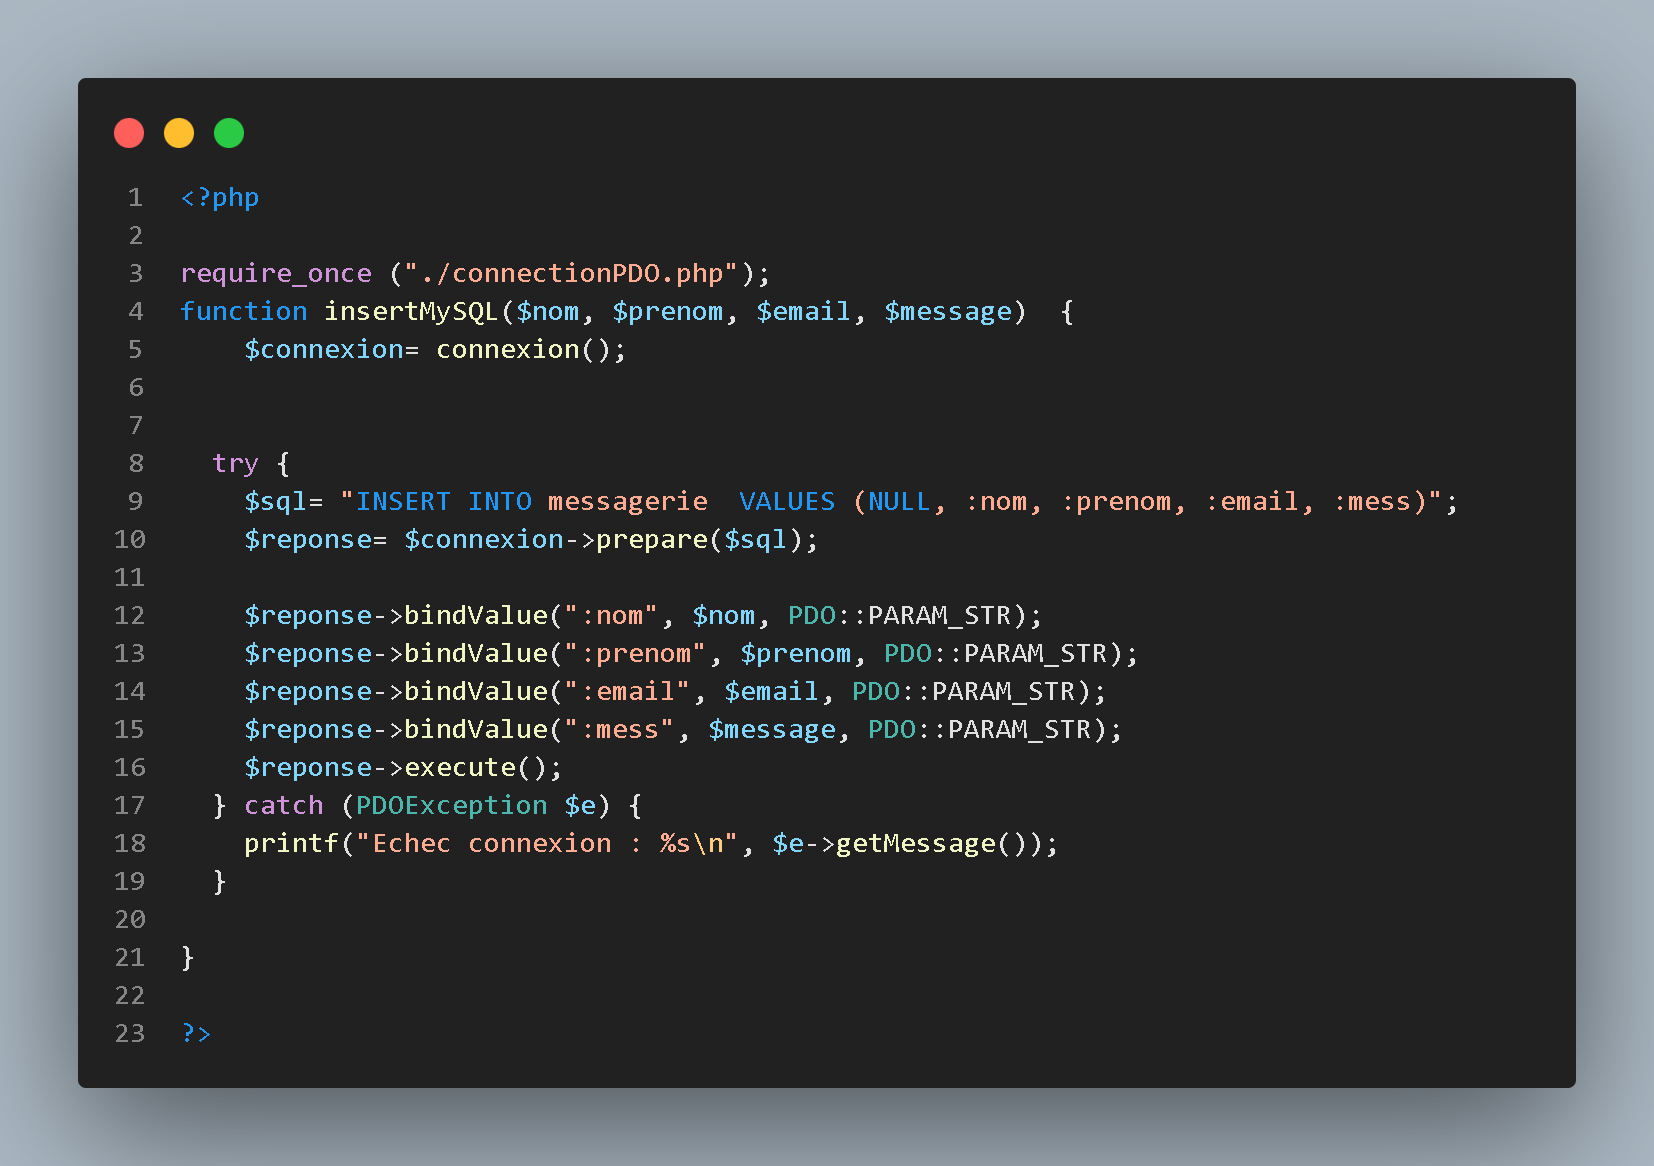 1 <?php
2
3 require_once ("./connectionPDO.php");
4 function insertMySQL($nom, $prenom, $email, $message)  {
5     $connexion= connexion();
6
7
8   try {
9     $sql= "INSERT INTO messagerie  VALUES (NULL, :nom, :prenom, :email, :mess)";
10     $reponse= $connexion->prepare($sql);
11
12     $reponse->bindValue(":nom", $nom, PDO::PARAM_STR);
13     $reponse->bindValue(":prenom", $prenom, PDO::PARAM_STR);
14     $reponse->bindValue(":email", $email, PDO::PARAM_STR);
15     $reponse->bindValue(":mess", $message, PDO::PARAM_STR);
16     $reponse->execute();
17   } catch (PDOException $e) {
18     printf("Echec connexion : %s\n", $e->getMessage());
19   }
20
21 }
22
23 ?>